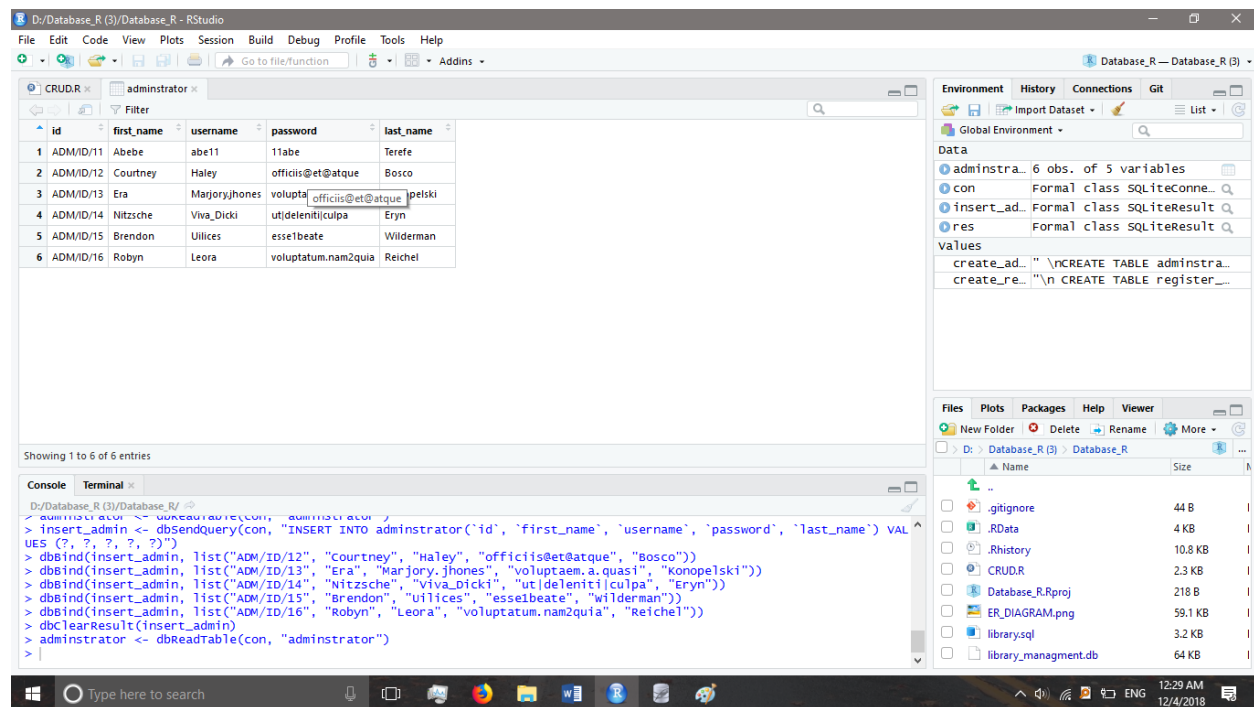 D:/Database_R (3)/Database_R - RStudio
File Edit Code View Plots Session Build Debug Profile Tools Help
Go to file/function Addins Database_R — Database_R (3)
CRUD.R adminstrator
Filter
id first_name username password last_name
1 ADM/ID/11 Abebe abe11 11abe Terefe
2 ADM/ID/12 Courtney Haley officiis@et@atque Bosco
3 ADM/ID/13 Era Marjory.jhones volupta pelski
officiis@et@atque
4 ADM/ID/14 Nitzsche Viva_Dicki ut|deleniti|culpa Eryn
5 ADM/ID/15 Brendon Uilices esse1beate Wilderman
6 ADM/ID/16 Robyn Leora voluptatum.nam2quia Reichel
Showing 1 to 6 of 6 entries
Console Terminal
D:/Database_R (3)/Database_R/
> adminstrator <- dbReadTable(con, "adminstrator")
> insert_admin <- dbSendQuery(con, "INSERT INTO adminstrator(`id`, `first_name`, `username`, `password`, `last_name`) VAL
UES (?, ?, ?, ?, ?)")
> dbBind(insert_admin, list("ADM/ID/12", "Courtney", "Haley", "officiis@et@atque", "Bosco"))
> dbBind(insert_admin, list("ADM/ID/13", "Era", "Marjory.jhones", "voluptaem.a.quasi", "Konopelski"))
> dbBind(insert_admin, list("ADM/ID/14", "Nitzsche", "Viva_Dicki", "ut|deleniti|culpa", "Eryn"))
> dbBind(insert_admin, list("ADM/ID/15", "Brendon", "Uilices", "esse1beate", "Wilderman"))
> dbBind(insert_admin, list("ADM/ID/16", "Robyn", "Leora", "voluptatum.nam2quia", "Reichel"))
> dbClearResult(insert_admin)
> adminstrator <- dbReadTable(con, "adminstrator")
>
Environment History Connections Git
Import Dataset List
Global Environment
Data
adminstra… 6 obs. of 5 variables
con Formal class SQLiteConne…
insert_ad… Formal class SQLiteResult
res Formal class SQLiteResult
Values
create_ad… " \nCREATE TABLE adminstra…
create_re… "\n CREATE TABLE register_…
Files Plots Packages Help Viewer
New Folder Delete Rename More
D: Database_R (3) Database_R ...
Name Size
..
.gitignore 44 B
.RData 4 KB
.Rhistory 10.8 KB
CRUD.R 2.3 KB
Database_R.Rproj 218 B
ER_DIAGRAM.png 59.1 KB
library.sql 3.2 KB
library_managment.db 64 KB
Type here to search
ENG
12:29 AM
12/4/2018